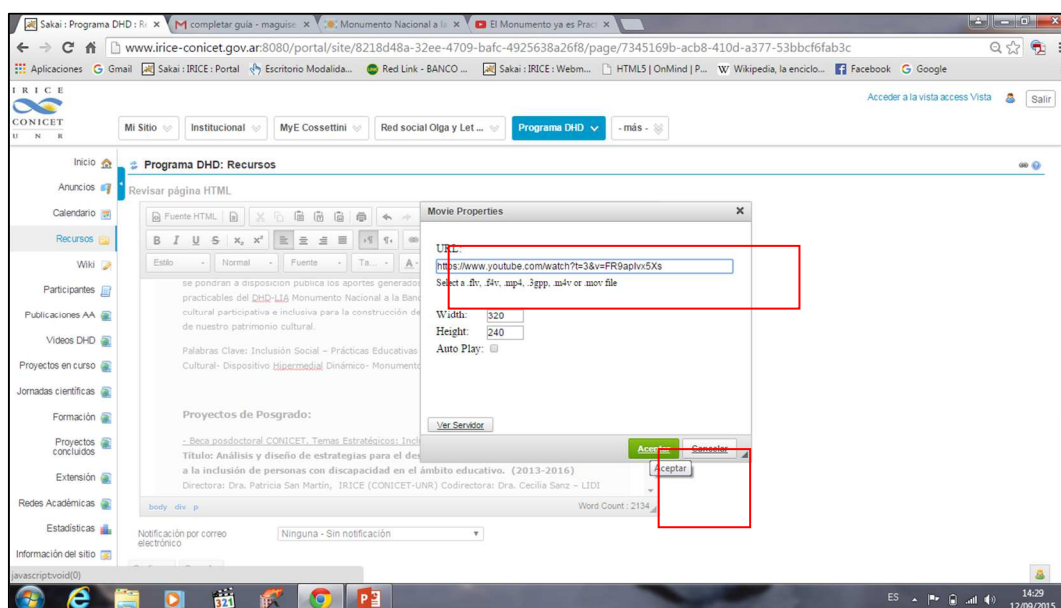 Sakai : Programa DHD : R
completar guía - maguise
Monumento Nacional a la
El Monumento ya es Prac
www.irice-conicet.gov.ar:8080/portal/site/8218d48a-32ee-4709-bafc-4925638a26f8/page/7345169b-acb8-410d-a377-53bbcf6fab3c
Aplicaciones Gmail Sakai : IRICE : Portal Escritorio Modalida... Red Link - BANCO ... Sakai : IRICE : Webm... HTML5 | OnMind | P... Wikipedia, la enciclo... Facebook Google
IRICE
CONICET
UNR
Acceder a la vista access Vista Salir
Mi Sitio Institucional MyE Cossettini Red social Olga y Let ... Programa DHD - más -
Inicio
Anuncios
Calendario
Recursos
Wiki
Participantes
Publicaciones AA
Videos DHD
Proyectos en curso
Jornadas científicas
Formación
Proyectos concluidos
Extensión
Redes Académicas
Estadísticas
Información del sitio
Programa DHD: Recursos
Revisar página HTML
Fuente HTML
B I U S x₂ x²
Estilo Normal Fuente Ta... A
se pondrán a disposición pública los aportes generados
practicables del DHD-LIA Monumento Nacional a la Band
cultural participativa e inclusiva para la construcción de
de nuestro patrimonio cultural.
Palabras Clave: Inclusión Social – Prácticas Educativas
Cultural- Dispositivo Hipermedial Dinámico- Monumento
Proyectos de Posgrado:
- Beca posdoctoral CONICET. Temas Estratégicos: Incl
Título: Análisis y diseño de estrategias para el des
a la inclusión de personas con discapacidad en el ámbito educativo. (2013-2016)
Directora: Dra. Patricia San Martín, IRICE (CONICET-UNR) Codirectora: Dra. Cecilia Sanz – LIDI
body div p
Word Count : 2134
Notificación por correo electrónico
Ninguna - Sin notificación
Movie Properties
URL:
https://www.youtube.com/watch?t=3&v=FR9aplvx5Xs
Select a .flv, .f4v, .mp4, .3gpp, .m4v or .mov file
Width: 320
Height: 240
Auto Play:
Ver Servidor
Aceptar Cancelar
Aceptar
javascript:void(0)
321
ES
14:29
12/09/2015